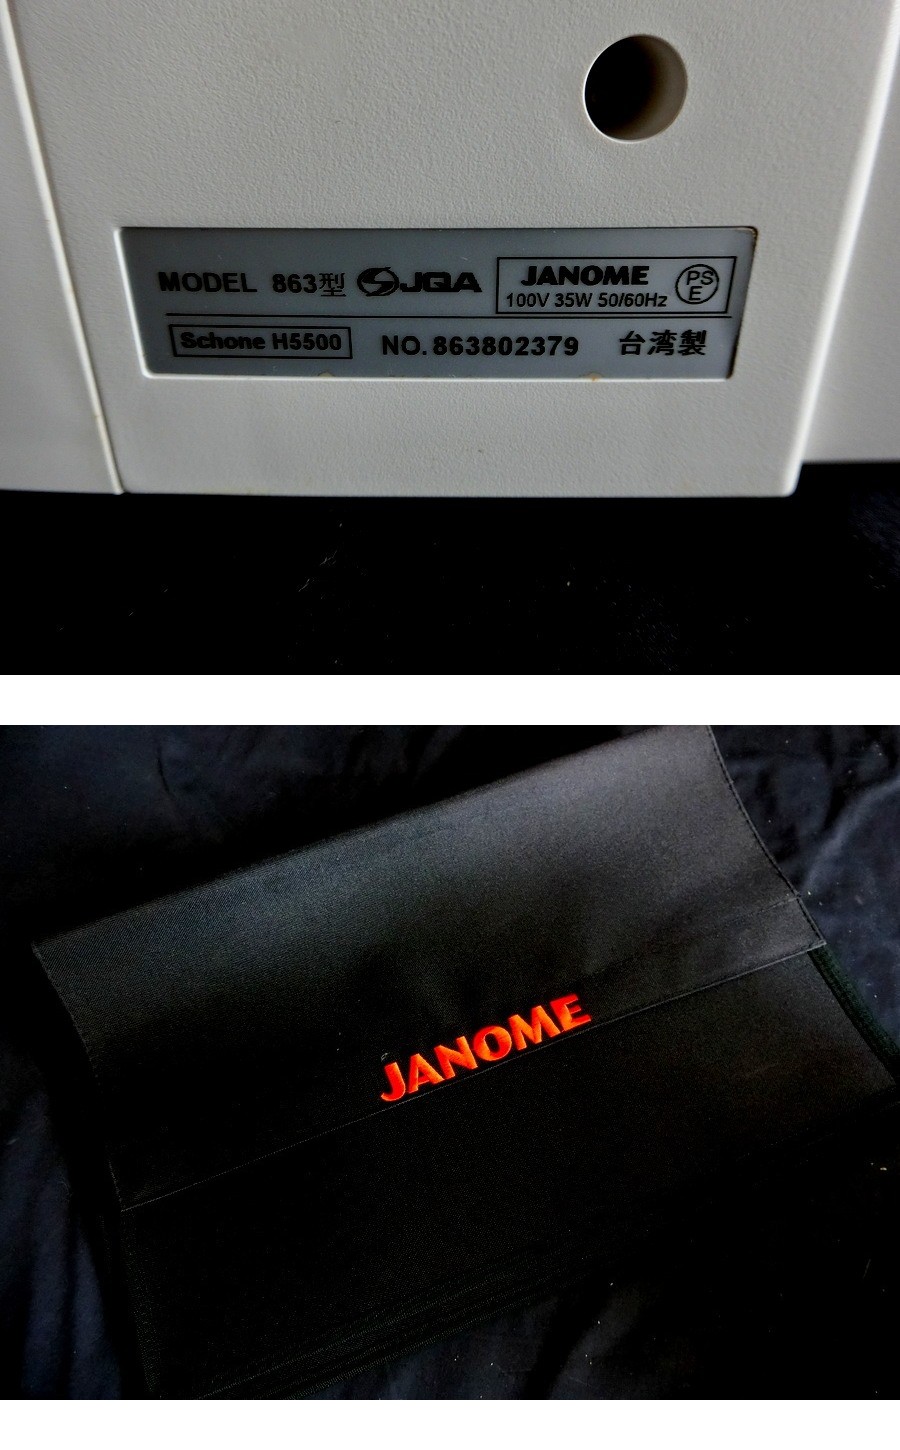 MODEL 863型 JQA JANOME
100V 35W 50/60Hz PSE
Schone H5500 NO.863802379 台湾製
JANOME